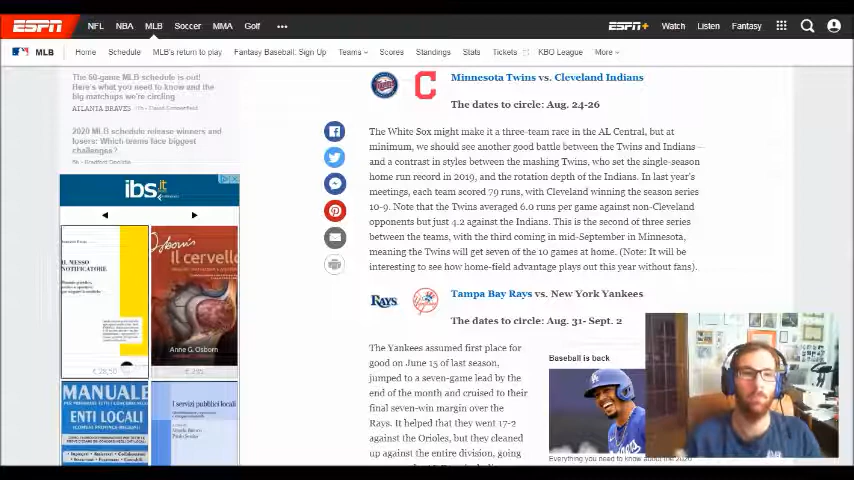 ESPN NFL NBA MLB Soccer MMA Golf ••• ESPN+ Watch Listen Fantasy
MLB Home Schedule MLB's return to play Fantasy Baseball: Sign Up Teams Scores Standings Stats Tickets KBO League More
The 60-game MLB schedule is out!
Here's what you need to know and the
big matchups we're circling
ATLANTA BRAVES
2020 MLB schedule release winners and
losers: Which teams face biggest
challenges?
ibs.it
IL MESSO
NOTIFICATORE
Osborn's
Il cervello
Anne G. Osborn
€ 28,50
€ 295
MANUALE
ENTI LOCALI
I servizi pubblici locali
Minnesota Twins vs. Cleveland Indians
The dates to circle: Aug. 24-26
The White Sox might make it a three-team race in the AL Central, but at
minimum, we should see another good battle between the Twins and Indians –
and a contrast in styles between the mashing Twins, who set the single-season
home run record in 2019, and the rotation depth of the Indians. In last year's
meetings, each team scored 79 runs, with Cleveland winning the season series
10-9. Note that the Twins averaged 6.0 runs per game against non-Cleveland
opponents but just 4.2 against the Indians. This is the second of three series
between the teams, with the third coming in mid-September in Minnesota,
meaning the Twins will get seven of the 10 games at home. (Note: It will be
interesting to see how home-field advantage plays out this year without fans).
RAYS
Tampa Bay Rays vs. New York Yankees
The dates to circle: Aug. 31- Sept. 2
The Yankees assumed first place for
good on June 15 of last season,
jumped to a seven-game lead by the
end of the month and cruised to their
final seven-win margin over the
Rays. It helped that they went 17-2
against the Orioles, but they cleaned
up against the entire division, going
Baseball is back
Everything you need to know about the 2020